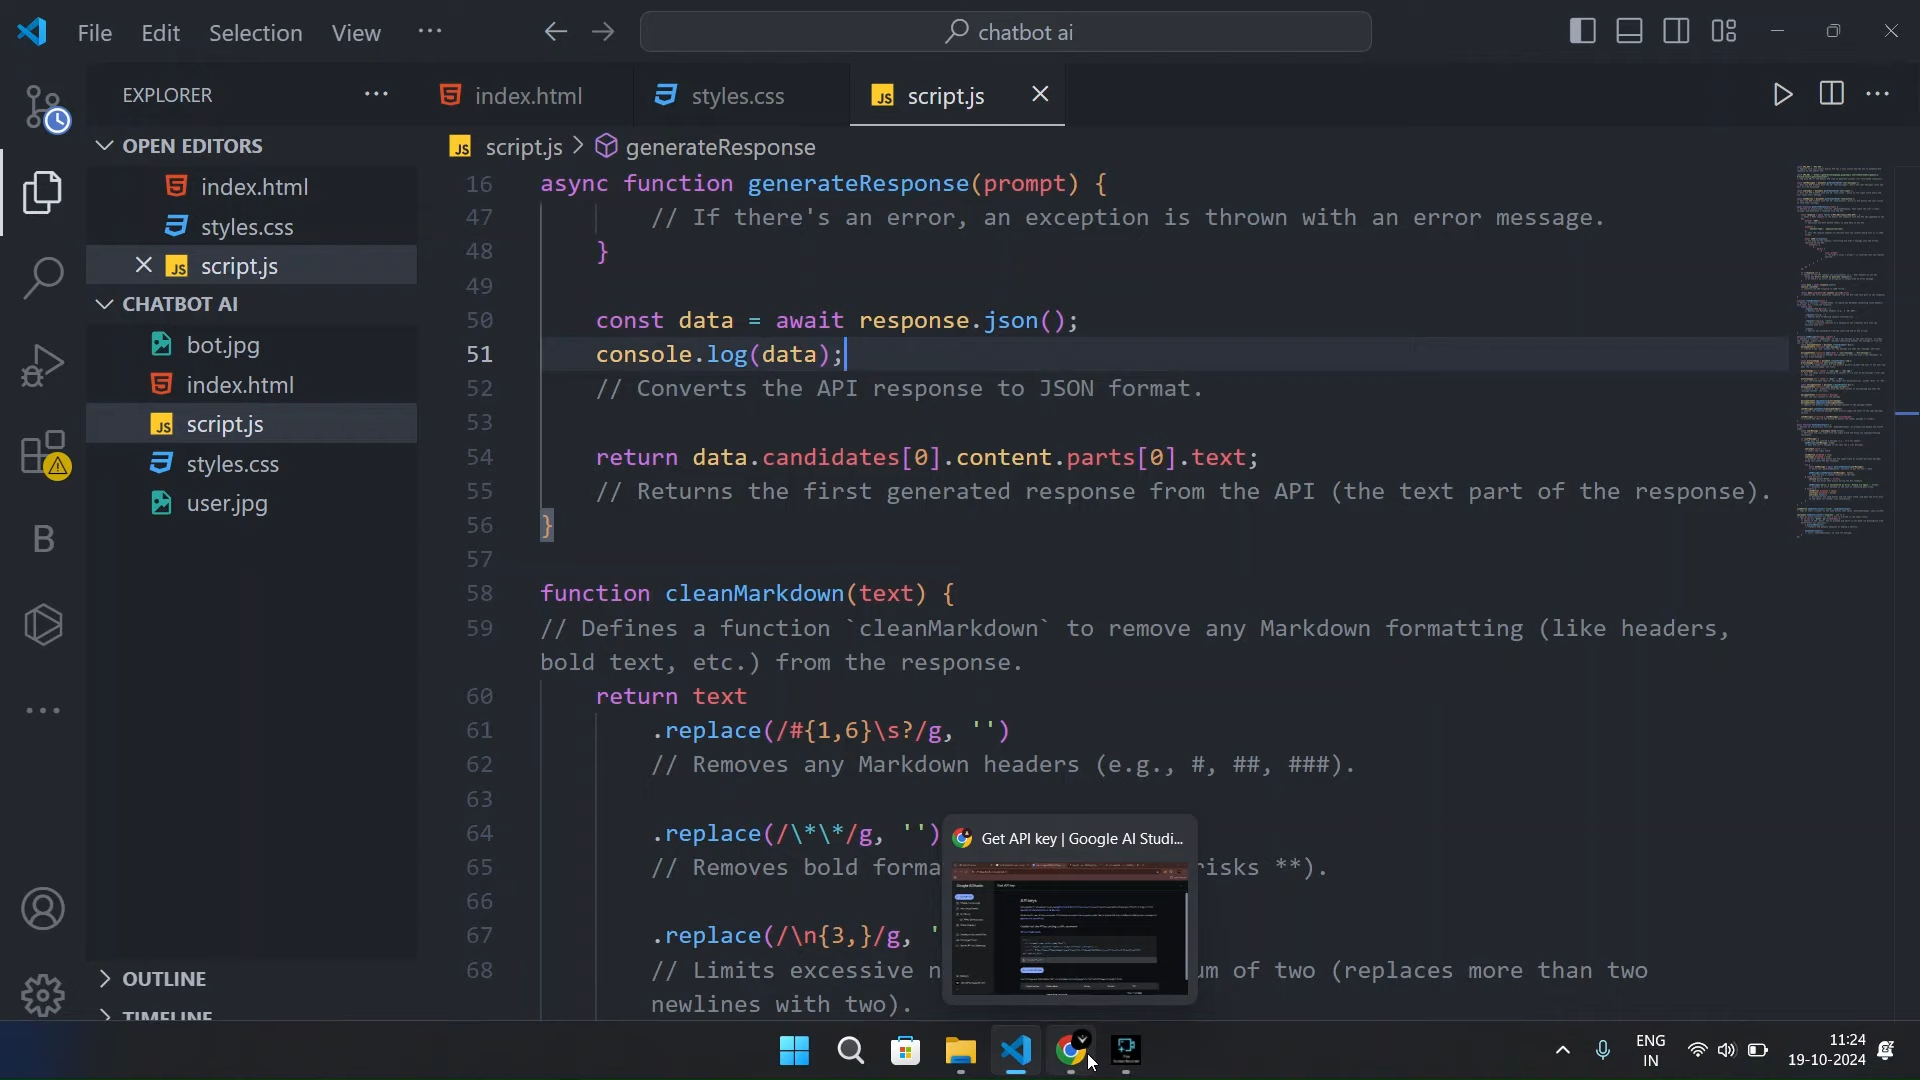 File Edit Selection View ··· chatbot ai
EXPLORER ···
OPEN EDITORS
index.html
styles.css
script.js
CHATBOT AI
bot.jpg
index.html
script.js
styles.css
user.jpg
OUTLINE
TIMELINE
index.html styles.css script.js
script.js > generateResponse
16 async function generateResponse(prompt) {
47 // If there's an error, an exception is thrown with an error message.
48 }
49
50 const data = await response.json();
51 console.log(data);
52 // Converts the API response to JSON format.
53
54 return data.candidates[0].content.parts[0].text;
55 // Returns the first generated response from the API (the text part of the response).
56 }
57
58 function cleanMarkdown(text) {
59 // Defines a function `cleanMarkdown` to remove any Markdown formatting (like headers,
bold text, etc.) from the response.
60 return text
61 .replace(/#{1,6}\s?/g, '')
62 // Removes any Markdown headers (e.g., #, ##, ###).
63
64 .replace(/\*\*/g, '')
65 // Removes bold forma risks **).
66
67 .replace(/\n{3,}/g, '
68 // Limits excessive n um of two (replaces more than two
newlines with two).
Get API key | Google AI Studi...
ENG
IN
11:24
19-10-2024